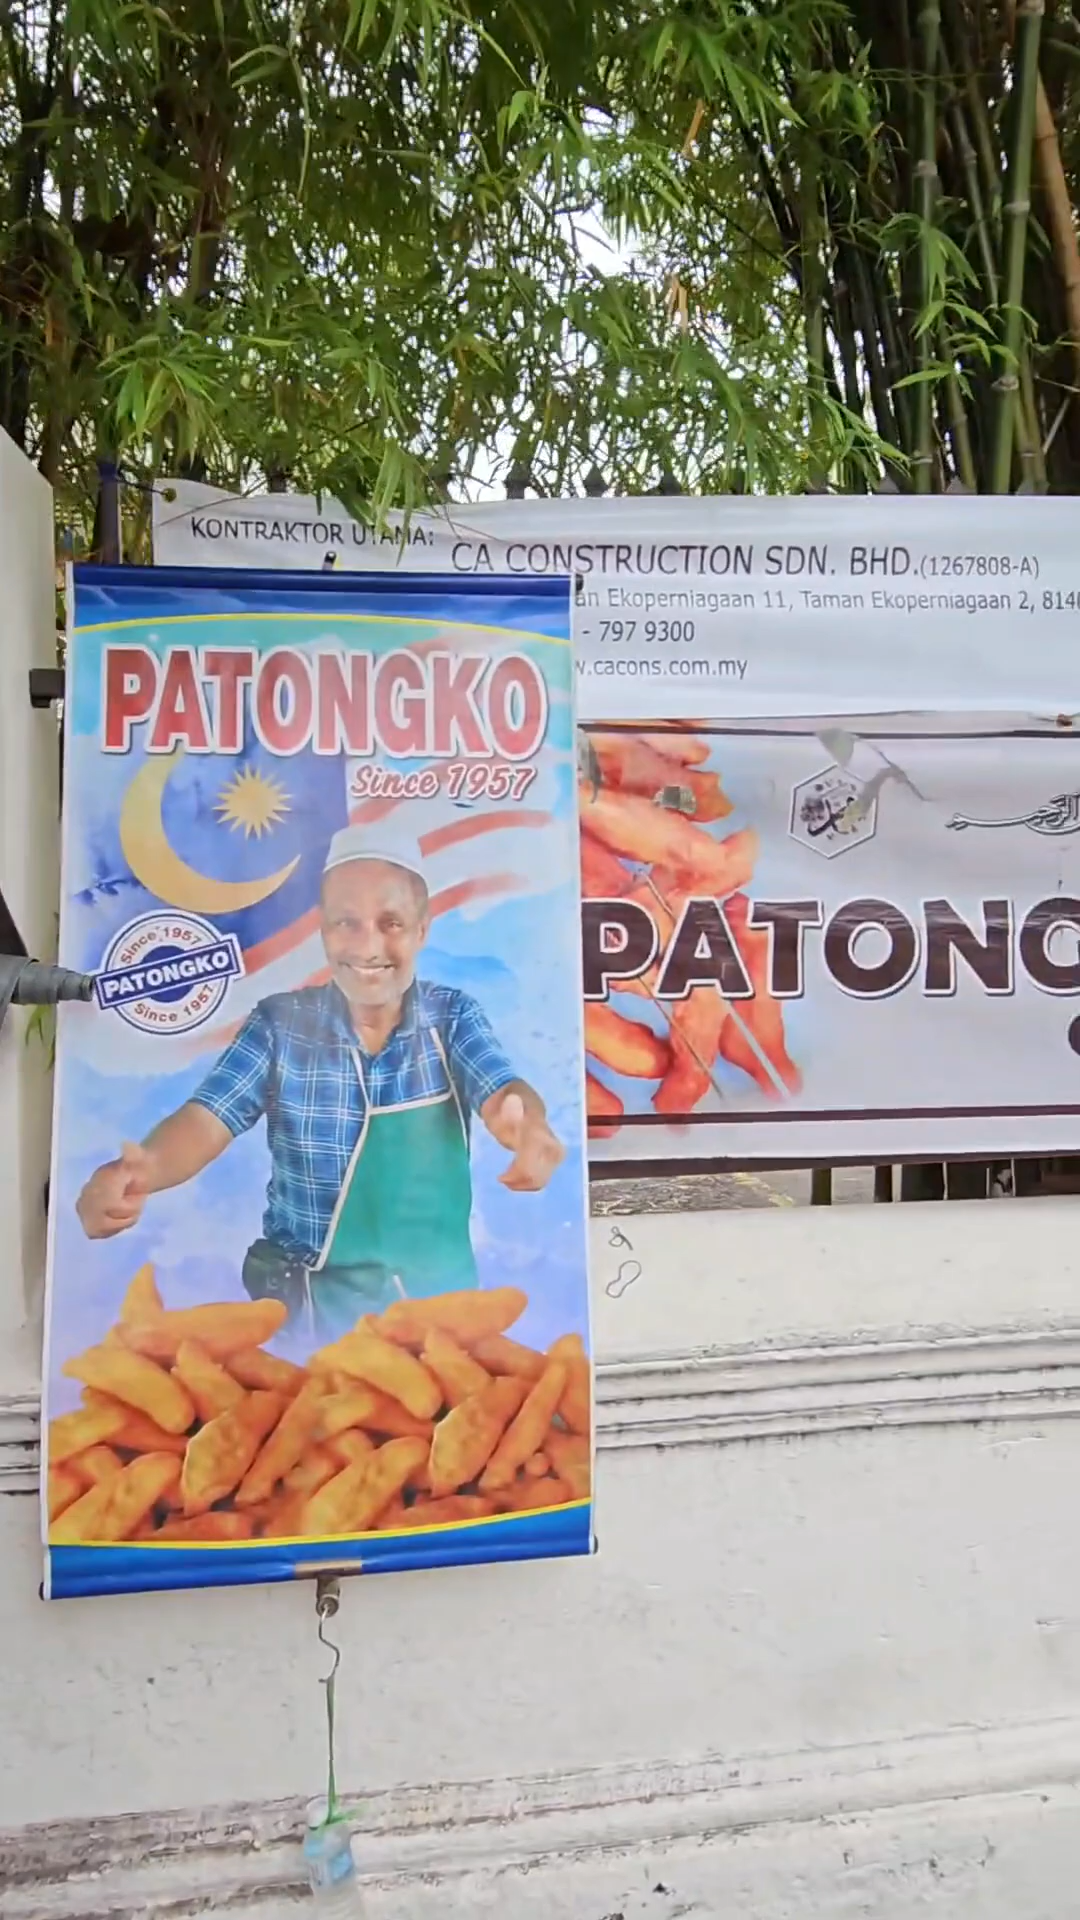 KONTRAKTOR UTAMA:
CA CONSTRUCTION SDN. BHD.(1267808-A)
an Ekoperniagaan 11, Taman Ekoperniagaan 2, 814
- 797 9300
w.cacons.com.my
PATONGKO
Since 1957
Since 1957
PATONGKO
Since 1957
PATONG